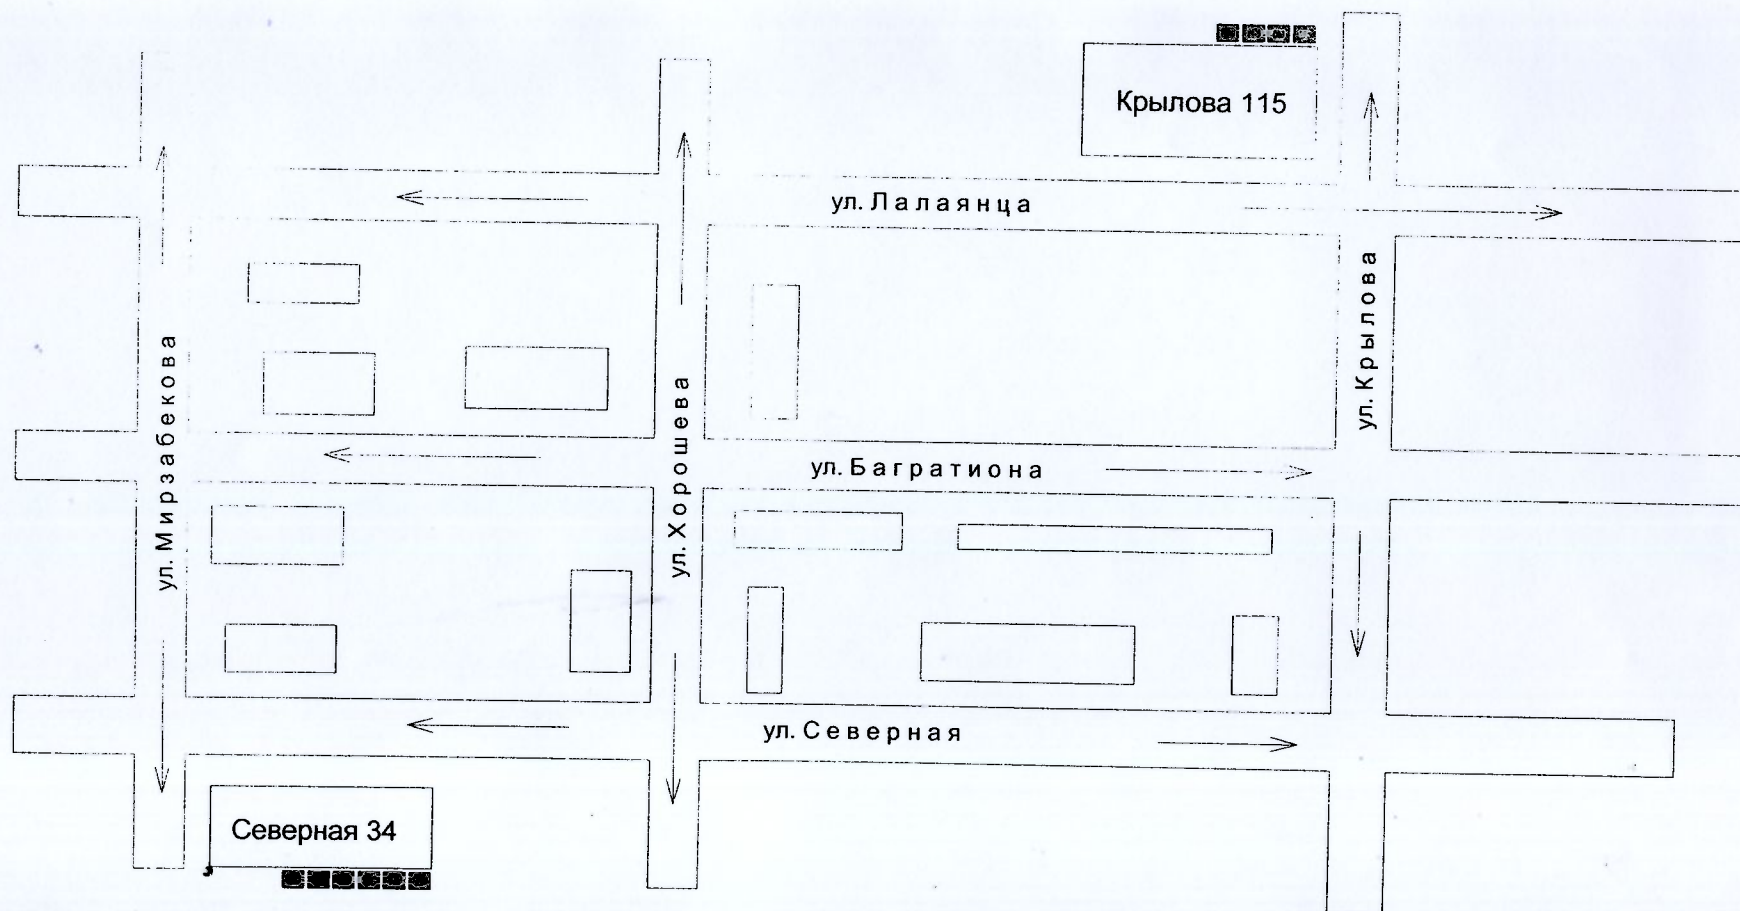 Крылова 115
ул. Лалаянца
ул. Крылова
ул. Мирзабекова
ул. Хорошева
ул. Багратиона
ул. Северная
Северная 34